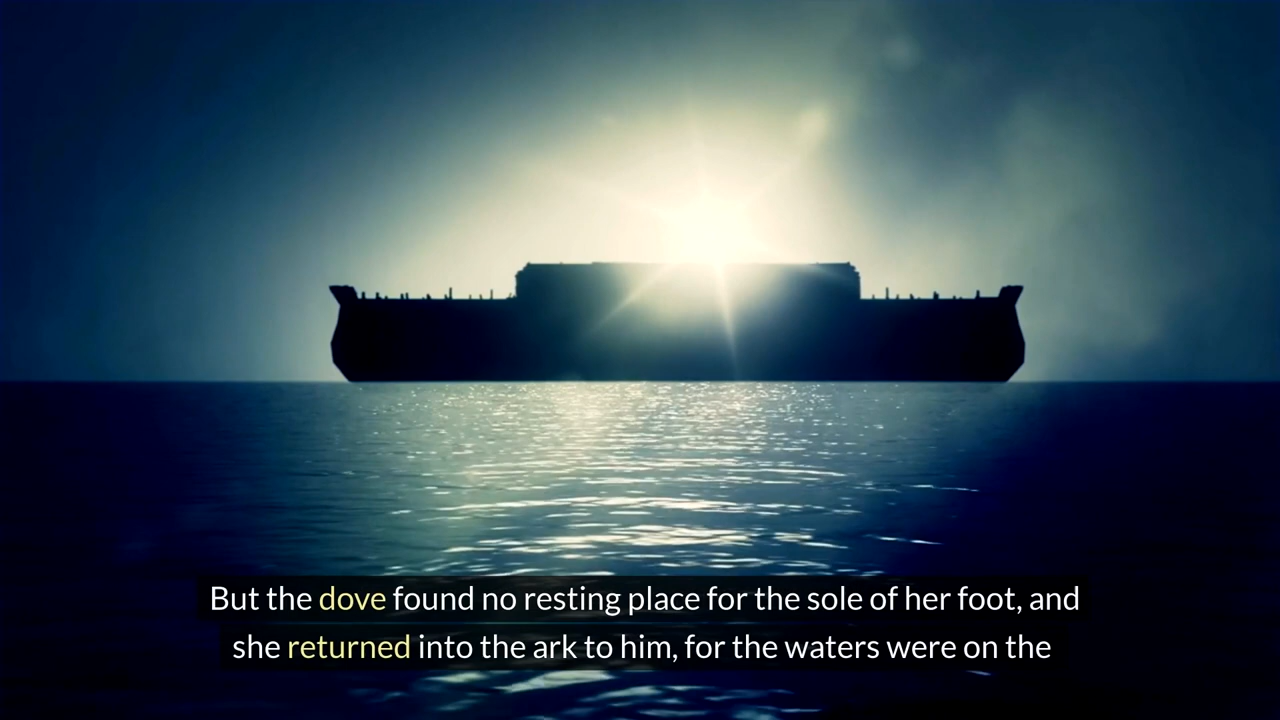 But the dove found no resting place for the sole of her foot, and
she returned into the ark to him, for the waters were on the